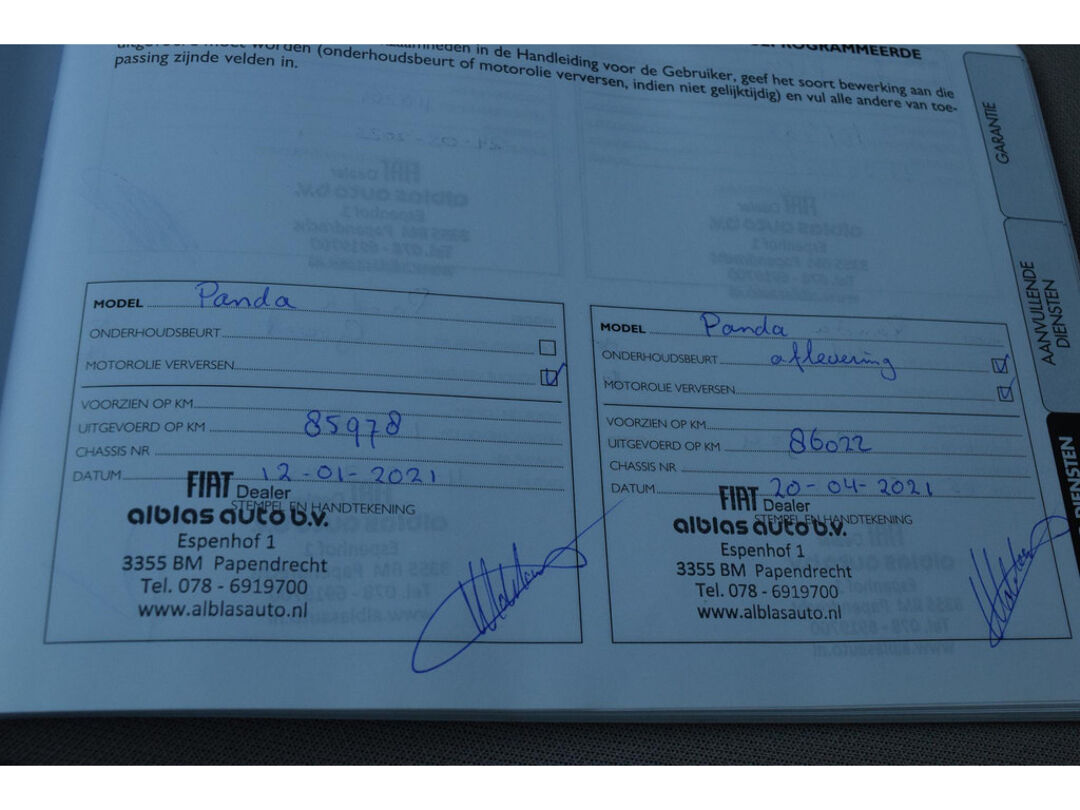 GEPROGRAMMEERDE
moet worden (onderhoudsbeurt of motorolie verversen, indien niet gelijktijdig) en vul alle andere van toe-
in de Handleiding voor de Gebruiker, geef het soort bewerking aan die
passing zijnde velden in.
GARANTIE
AANVULLENDE
DIENSTEN
DIENSTEN
MODEL Panda
ONDERHOUDSBEURT
MOTOROLIE VERVERSEN
VOORZIEN OP KM
UITGEVOERD OP KM 85978
CHASSIS NR
DATUM 12-01-2021
FIAT Dealer
STEMPEL EN HANDTEKENING
alblas auto b.v.
Espenhof 1
3355 BM Papendrecht
Tel. 078 - 6919700
www.alblasauto.nl
MODEL Panda
ONDERHOUDSBEURT aflevering
MOTOROLIE VERVERSEN
VOORZIEN OP KM
UITGEVOERD OP KM 86022
CHASSIS NR
DATUM 20-04-2021
FIAT Dealer
STEMPEL EN HANDTEKENING
alblas auto b.v.
Espenhof 1
3355 BM Papendrecht
Tel. 078 - 6919700
www.alblasauto.nl